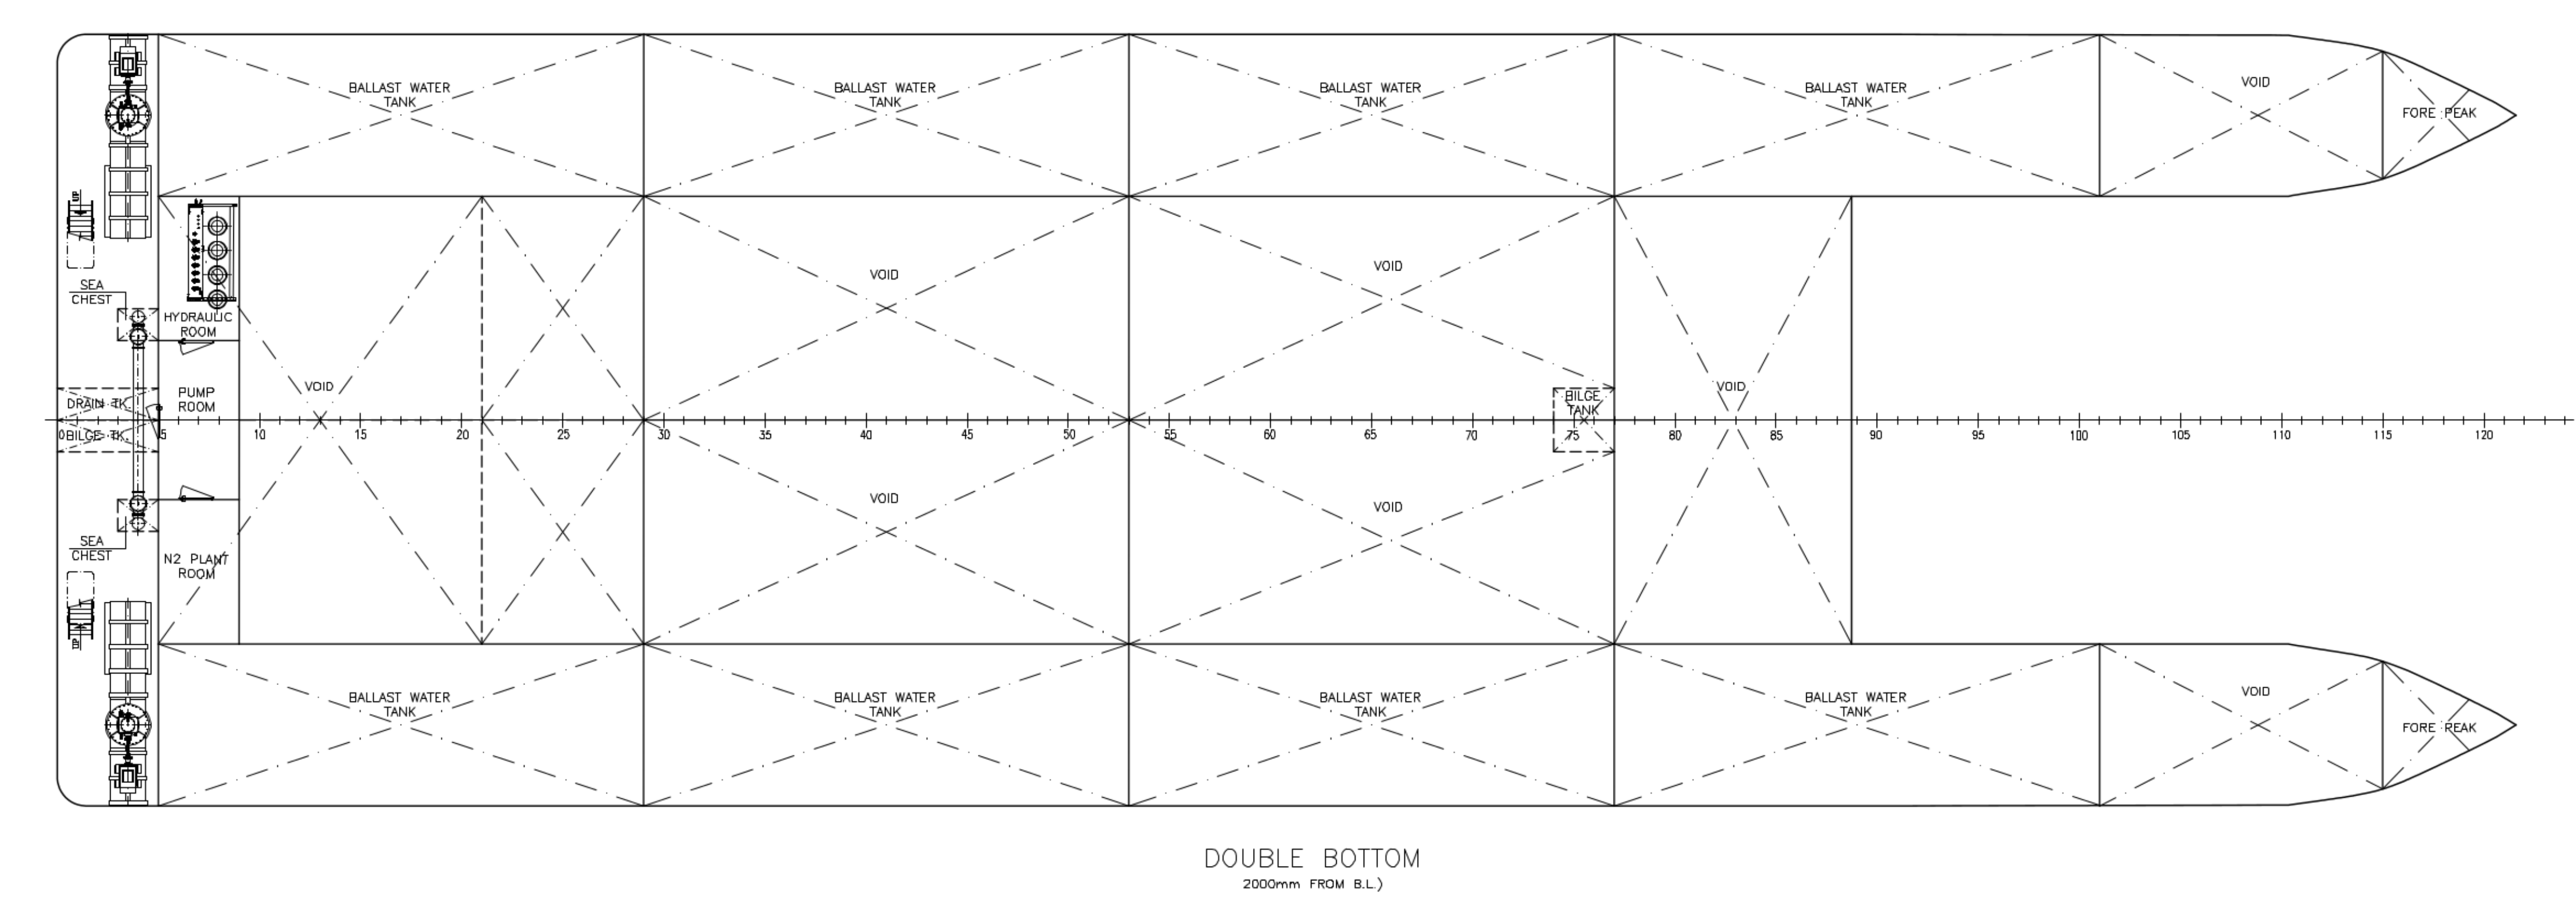 BALLAST WATER
TANK
BALLAST WATER
TANK
BALLAST WATER
TANK
BALLAST WATER
TANK
VOID
FORE PEAK
UP
SEA
CHEST
HYDRAULIC
ROOM
VOID
VOID
PUMP
ROOM
VOID
BILGE
TANK
VOID
DRAIN TK.
BILGE TK.
0 5 10 15 20 25 30 35 40 45 50 55 60 65 70 75 80 85 90 95 100 105 110 115 120
VOID
VOID
SEA
CHEST
N2 PLANT
ROOM
UP
BALLAST WATER
TANK
BALLAST WATER
TANK
BALLAST WATER
TANK
BALLAST WATER
TANK
VOID
FORE PEAK
DOUBLE BOTTOM
2000mm FROM B.L.)